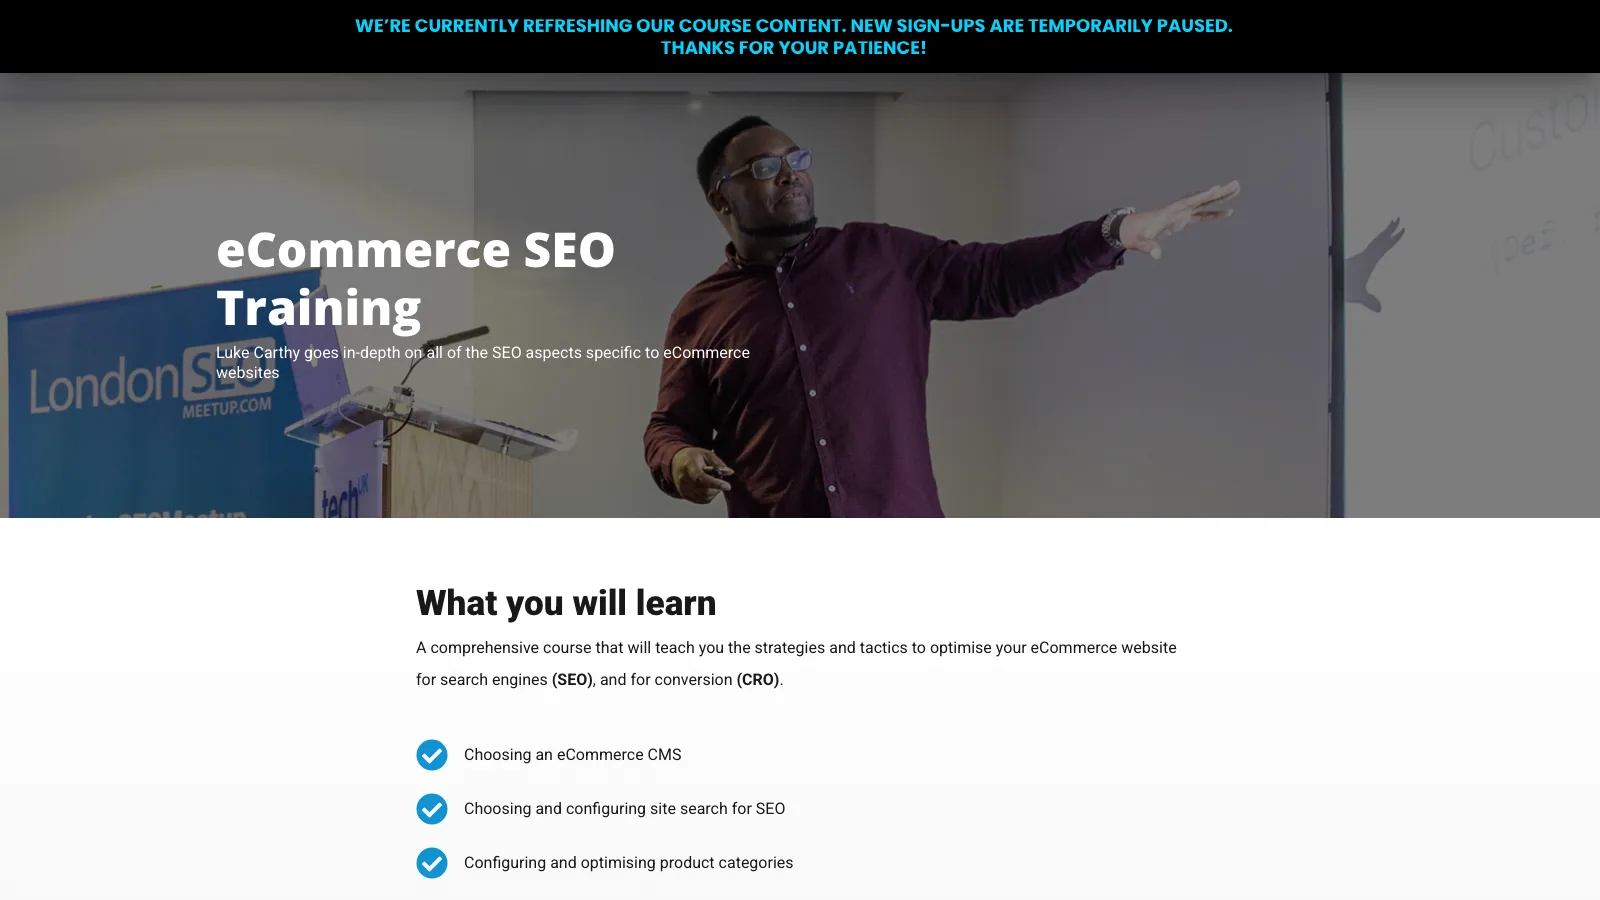 WE’RE CURRENTLY REFRESHING OUR COURSE CONTENT. NEW SIGN-UPS ARE TEMPORARILY PAUSED.
THANKS FOR YOUR PATIENCE!
Custo
eCommerce SEO
Training
Luke Carthy goes in-depth on all of the SEO aspects specific to eCommerce
websites
LondonSEO
MEETUP.COM
techUK
What you will learn
A comprehensive course that will teach you the strategies and tactics to optimise your eCommerce website
for search engines (SEO), and for conversion (CRO).
Choosing an eCommerce CMS
Choosing and configuring site search for SEO
Configuring and optimising product categories